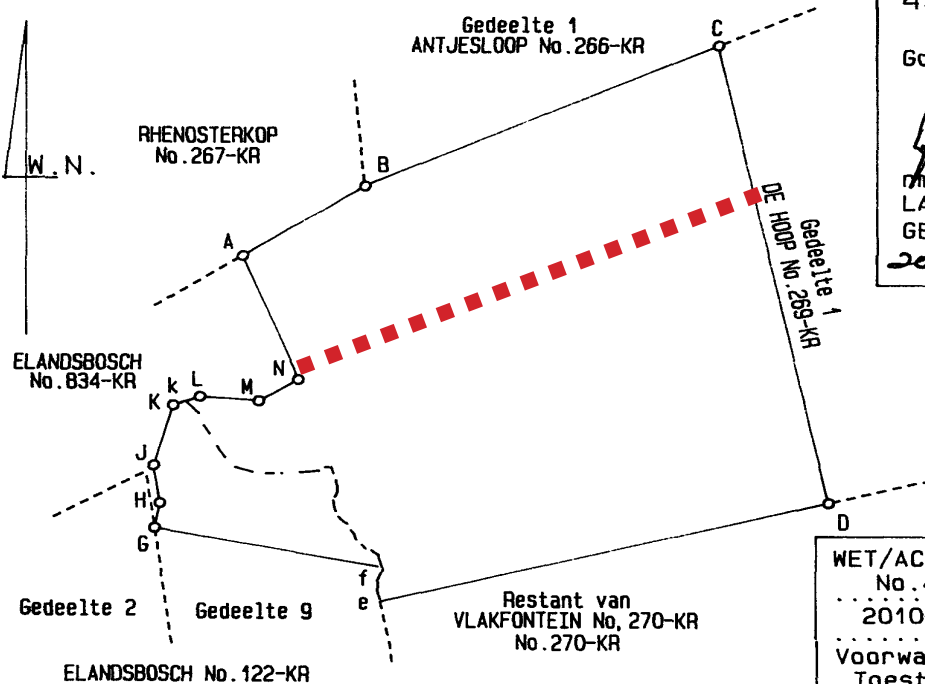 Gedeelte 1
ANTJESLOOP No.266-KR
C
W.N.
RHENOSTERKOP
No.267-KR
B
A
Gedeelte 1
DE HOOP No.269-KR
ELANDSBOSCH
No.834-KR
N
k
L
M
K
J
H
G
D
f
e
Gedeelte 2
Gedeelte 9
Restant van
VLAKFONTEIN No, 270-KR
No.270-KR
ELANDSBOSCH No.122-KR
WET/AC
No.
2010
Voorwa
Toest
LA
GE